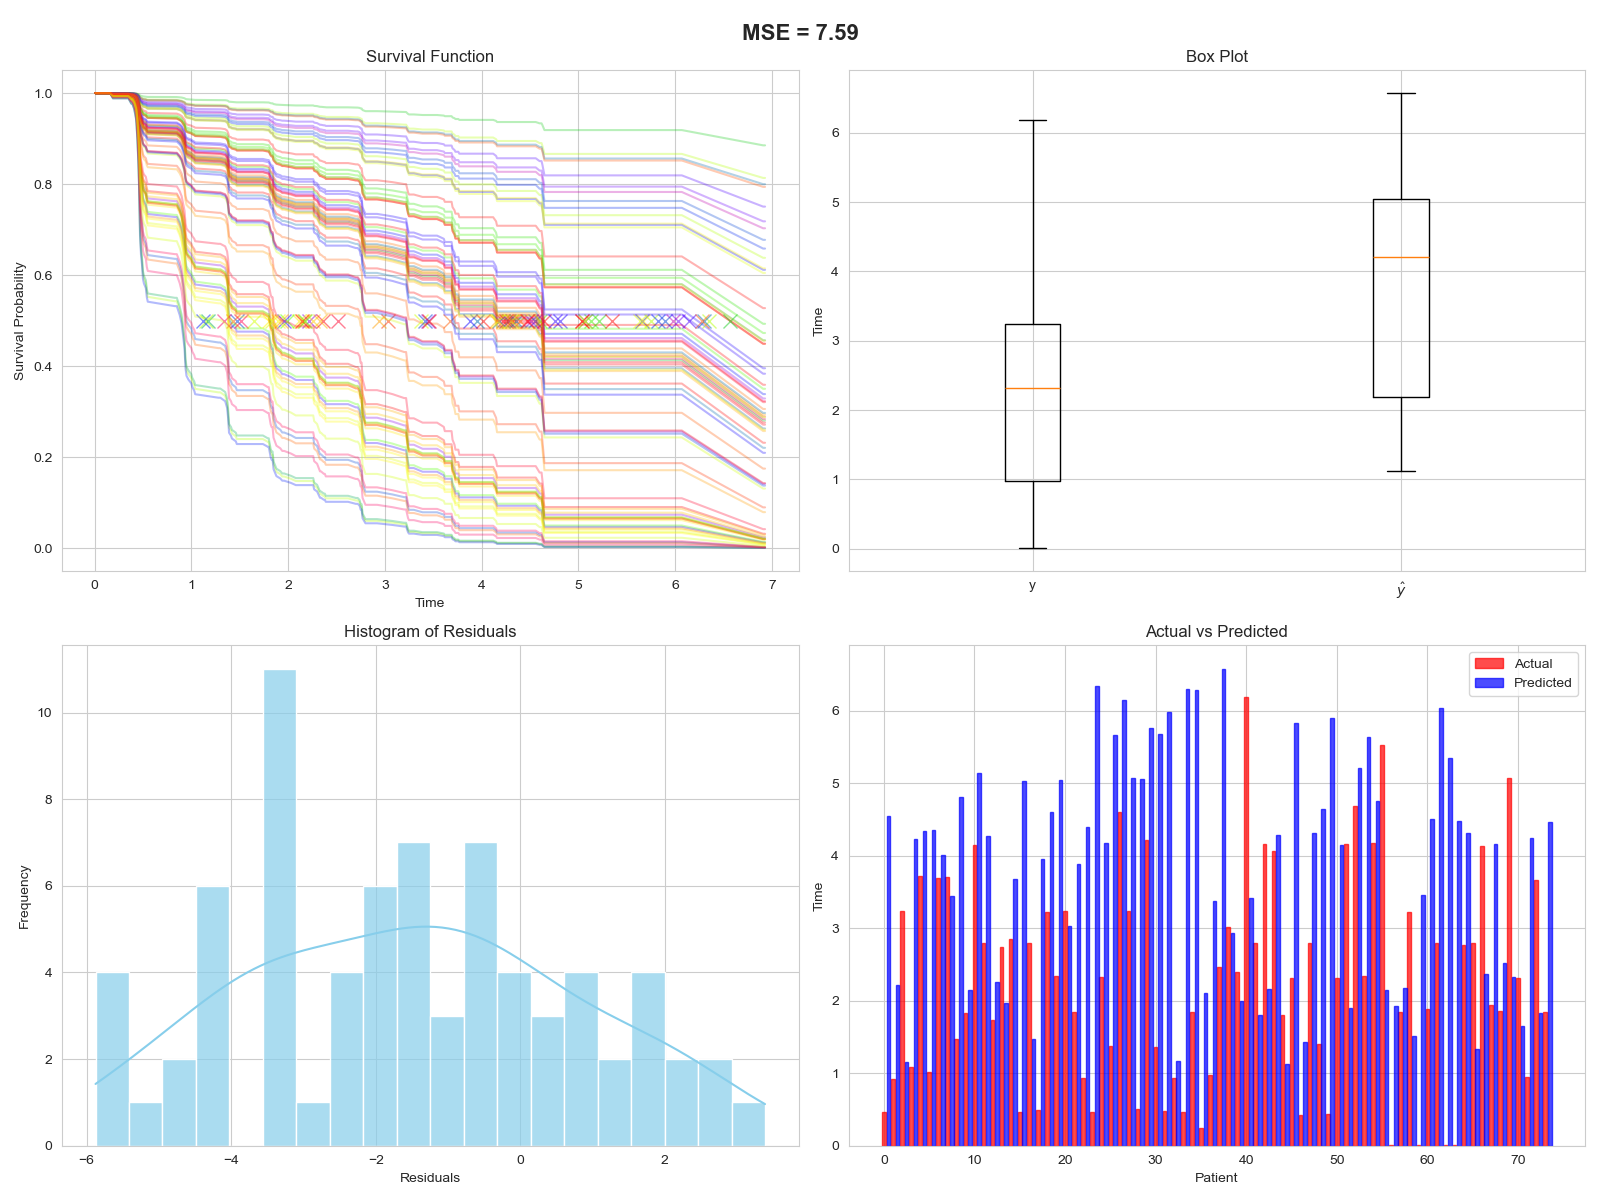 MSE = 7.59
Survival Function
Survival Probability
1.0
0.8
0.6
0.4
0.2
0.0
0 1 2 3 4 5 6 7
Time
Box Plot
Time
6
5
4
3
2
1
0
y ŷ
Histogram of Residuals
Frequency
10
8
6
4
2
0
−6 −4 −2 0 2
Residuals
Actual vs Predicted
Actual
Predicted
Time
6
5
4
3
2
1
0
0 10 20 30 40 50 60 70
Patient